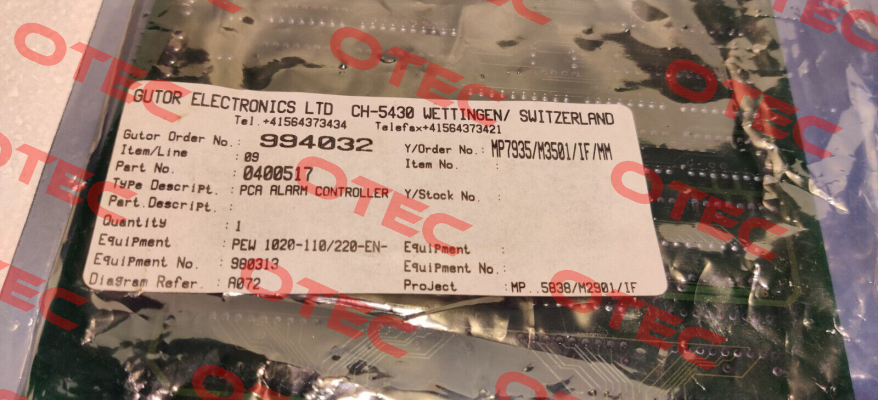 GUTOR ELECTRONICS LTD CH-5430 WETTINGEN/ SWITZERLAND
Tel.+41564373434 Telefax+41564373421
Gutor Order No.: 994032 Y/Order No.: MP7935/M3501/IF/MM
Item/Line : 09 Item No. :
Part No. : 0400517
Type Descript. : PCA ALARM CONTROLLER Y/Stock No. :
Part.Descript. :
Quantity : 1
Equipment : PEW 1020-110/220-EN- Equipment :
Equipment No. : 980313 Equipment No. :
Diagram Refer. : A072 Project : MP..5838/M2901/IF
OTEC
OTEC
OTEC
OTEC
OTEC
OTEC
OTEC
OTEC
OTEC
OTEC